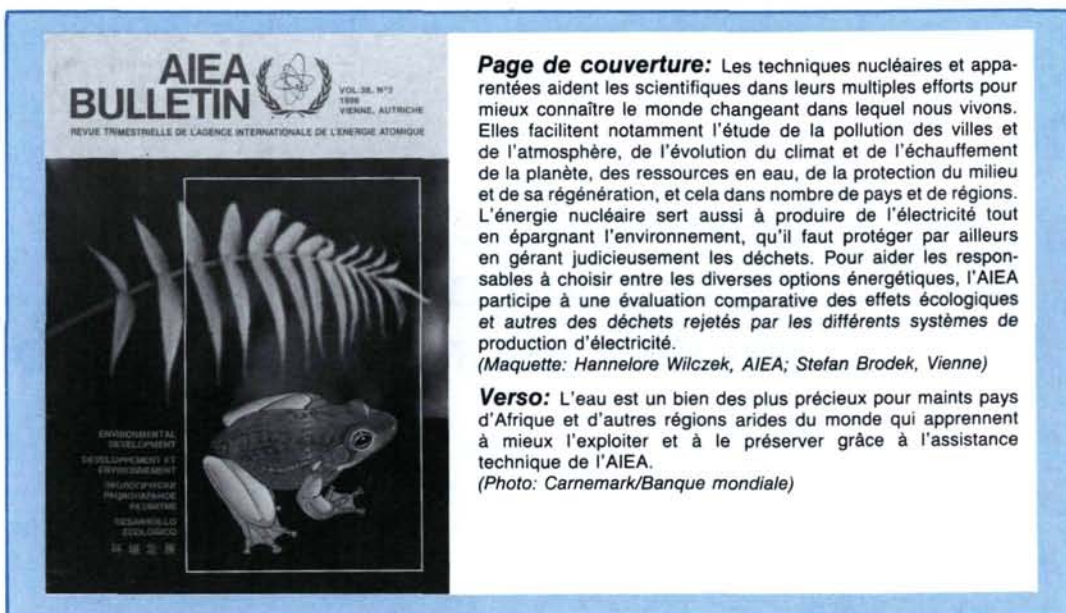 AIEA
BULLETIN
VOL.38, N°2
1996
VIENNE, AUTRICHE
REVUE TRIMESTRIELLE DE L'AGENCE INTERNATIONALE DE L'ENERGIE ATOMIQUE
ENVIRONMENTAL
DEVELOPMENT
DEVELOPPEMENT ET
ENVIRONNEMENT
DESARROLLO
ECOLOGICO
Page de couverture: Les techniques nucléaires et appa-
rentées aident les scientifiques dans leurs multiples efforts pour
mieux connaître le monde changeant dans lequel nous vivons.
Elles facilitent notamment l'étude de la pollution des villes et
de l'atmosphère, de l'évolution du climat et de l'échauffement
de la planète, des ressources en eau, de la protection du milieu
et de sa régénération, et cela dans nombre de pays et de régions.
L'énergie nucléaire sert aussi à produire de l'électricité tout
en épargnant l'environnement, qu'il faut protéger par ailleurs
en gérant judicieusement les déchets. Pour aider les respon-
sables à choisir entre les diverses options énergétiques, l'AIEA
participe à une évaluation comparative des effets écologiques
et autres des déchets rejetés par les différents systèmes de
production d'électricité.
(Maquette: Hannelore Wilczek, AIEA; Stefan Brodek, Vienne)
Verso: L'eau est un bien des plus précieux pour maints pays
d'Afrique et d'autres régions arides du monde qui apprennent
à mieux l'exploiter et à le préserver grâce à l'assistance
technique de l'AIEA.
(Photo: Carnemark/Banque mondiale)